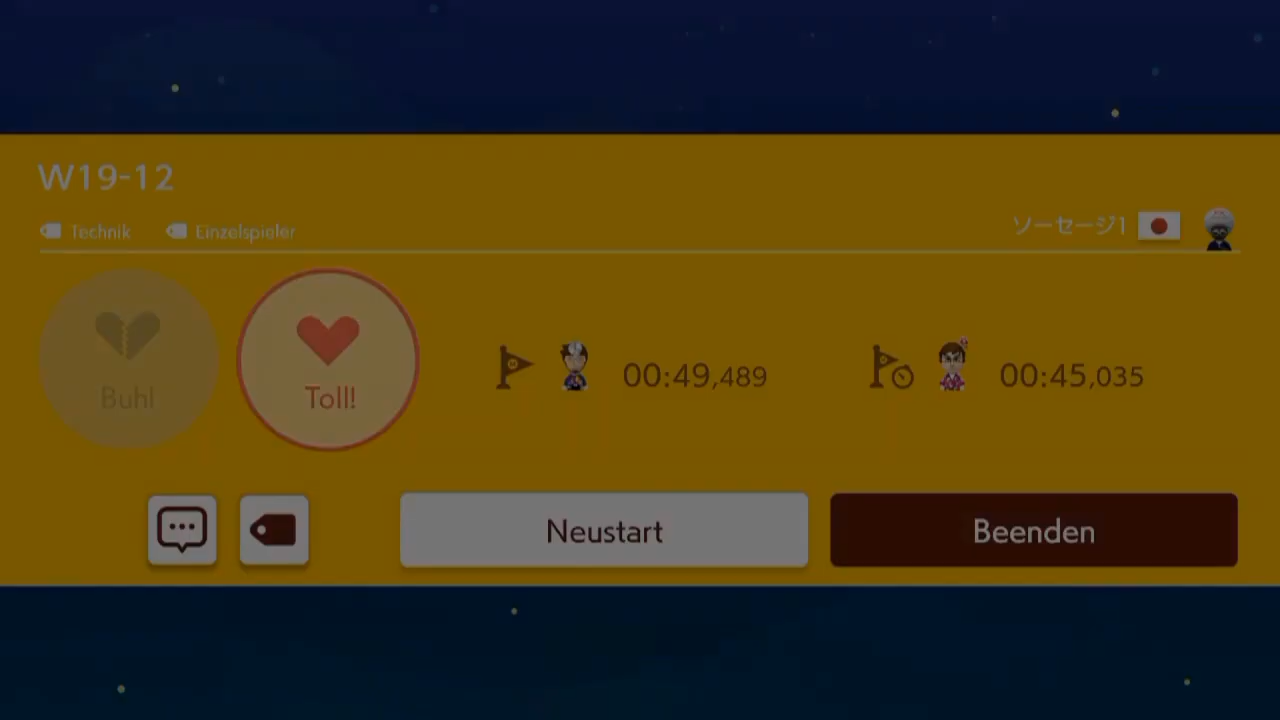 W19-12
Technik Einzelspieler
ソーセージ1
Buh!
Toll!
00:49,489
00:45,035
Neustart
Beenden